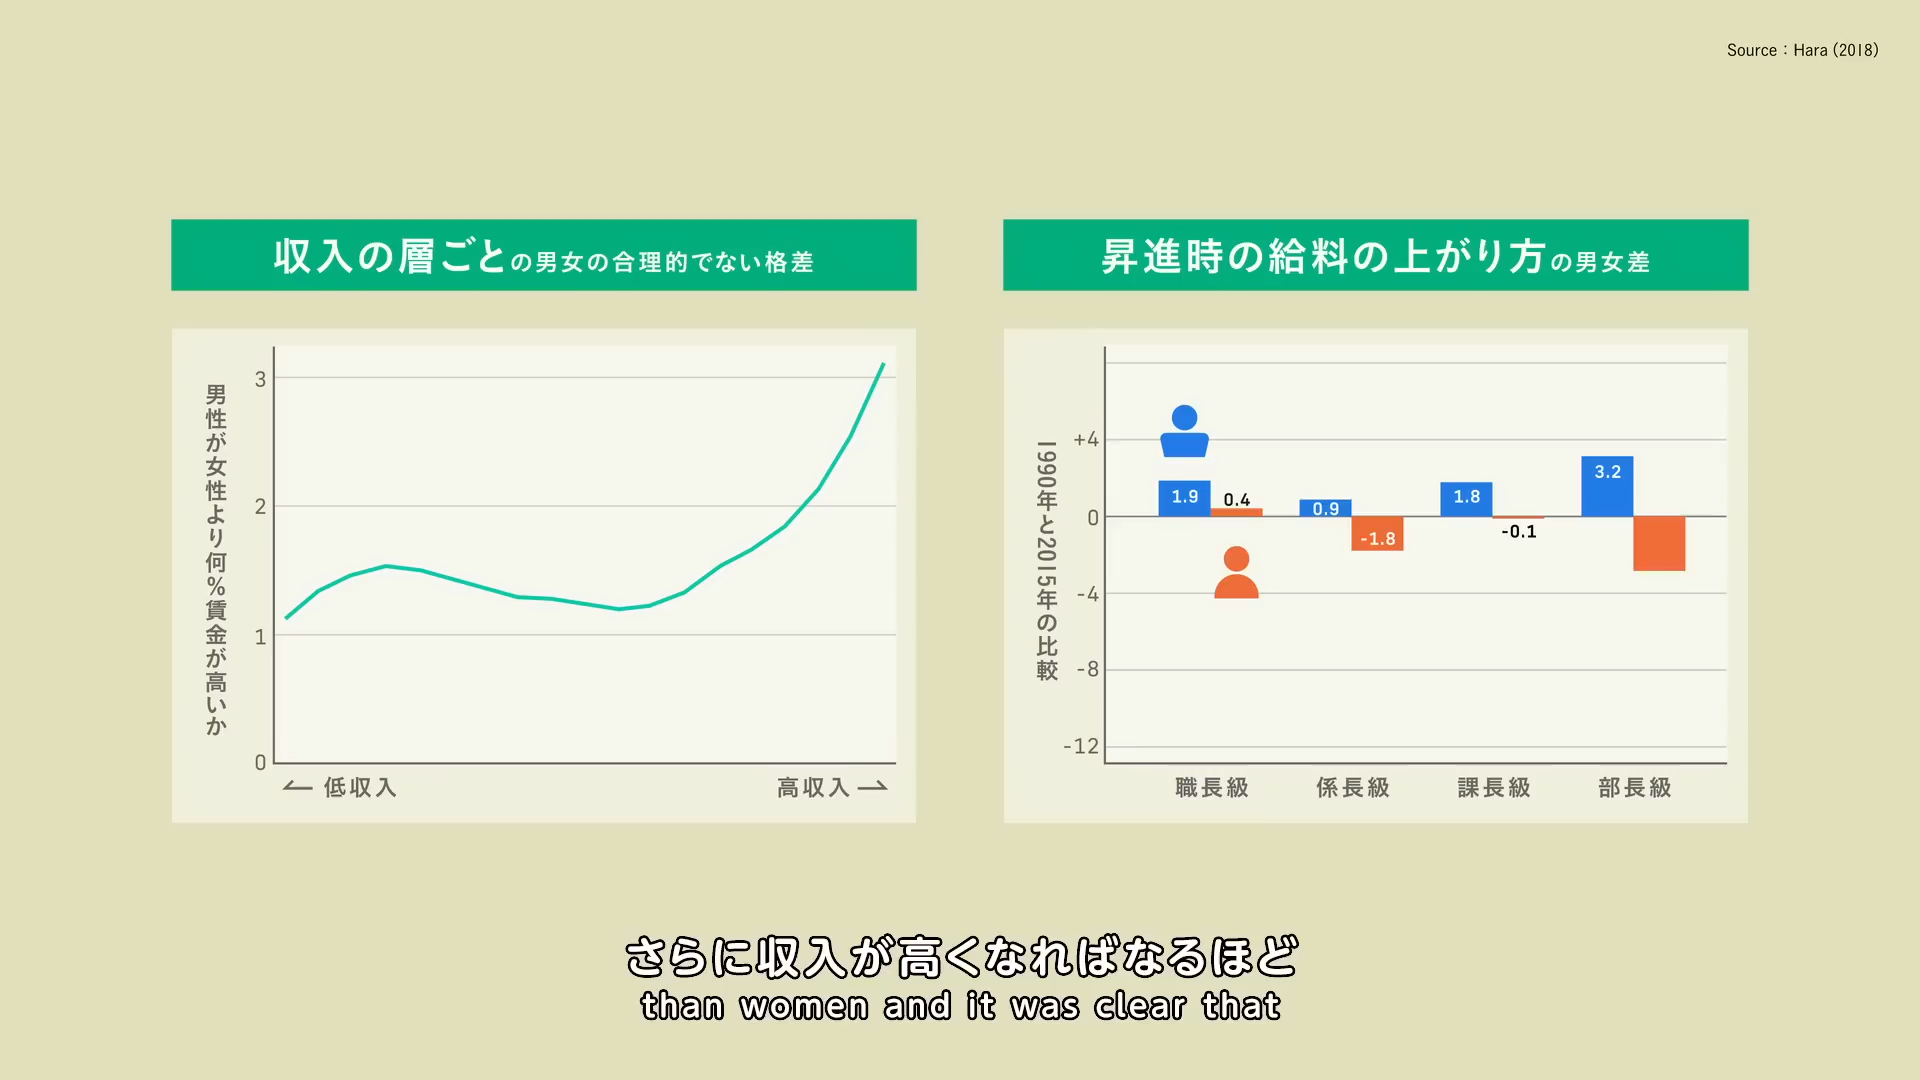 Source：Hara (2018)
収入の層ごとの男女の合理的でない格差
男性が女性より何％賃金が高いか
3
2
1
0
低収入
高収入
昇進時の給料の上がり方の男女差
1990年と2015年の比較
+4
0
-4
-8
-12
1.9
0.4
0.9
-1.8
1.8
-0.1
3.2
職長級
係長級
課長級
部長級
さらに収入が高くなればなるほど
than women and it was clear that